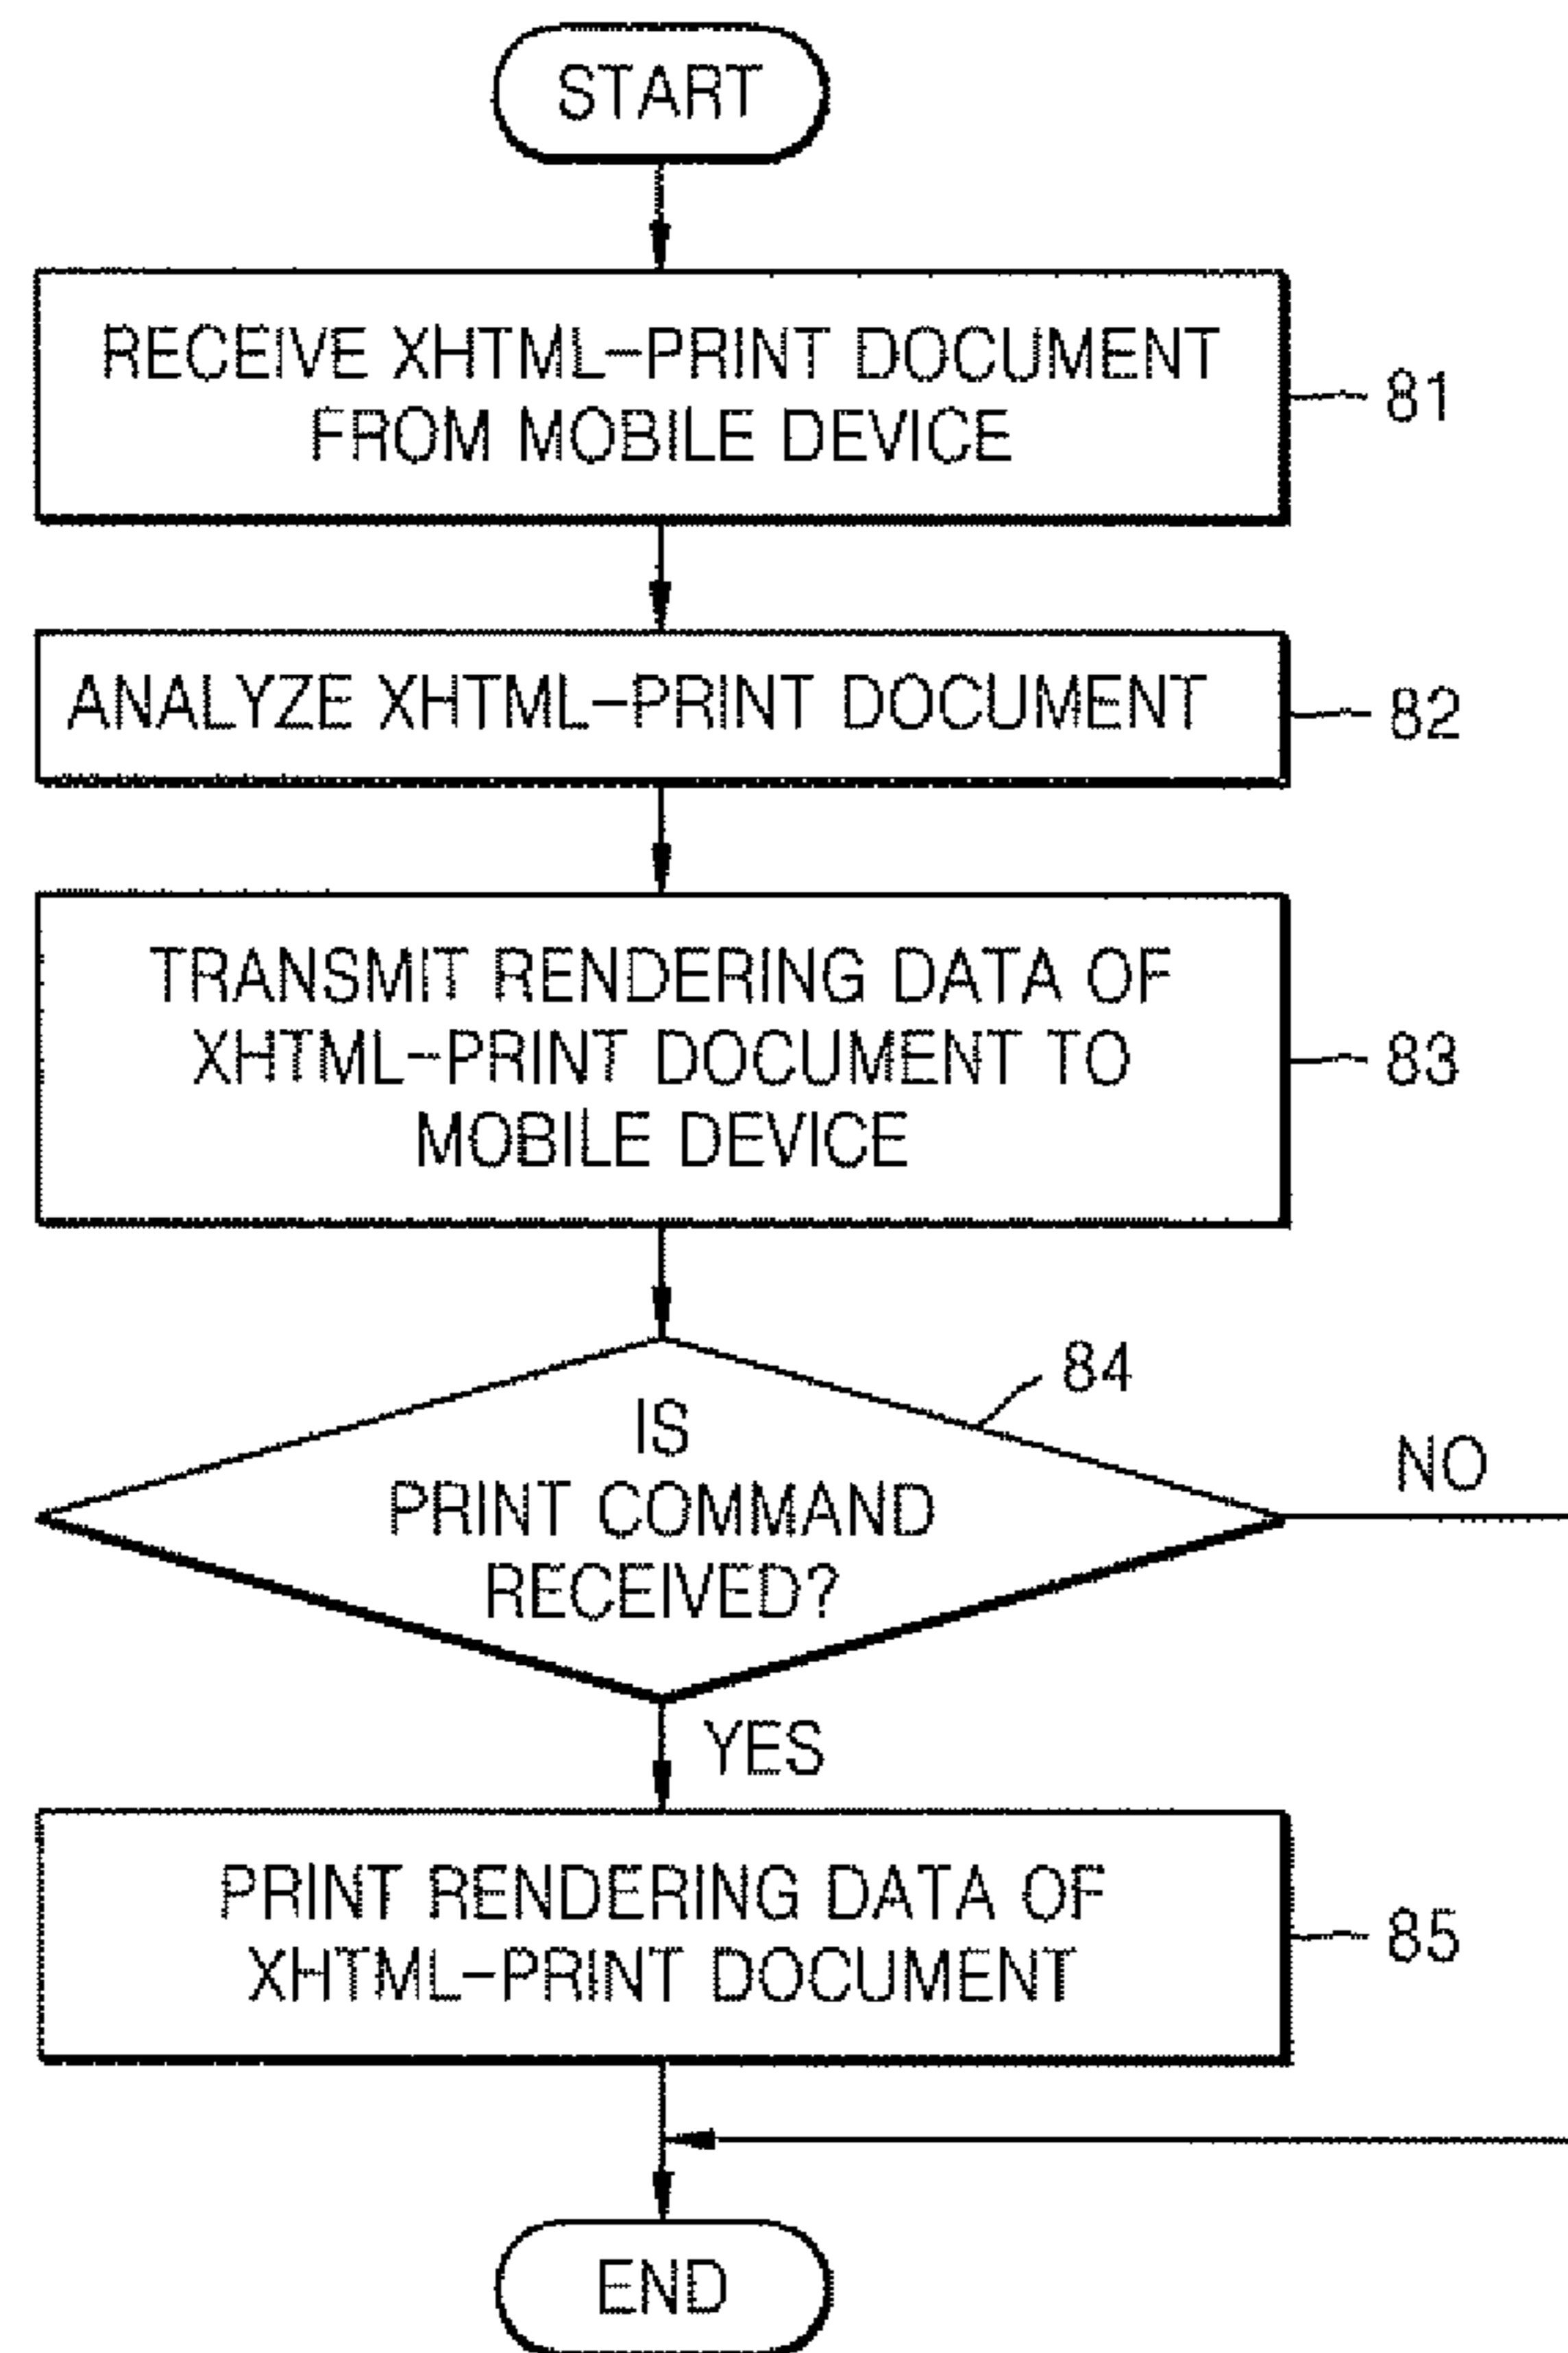 START
RECEIVE XHTML-PRINT DOCUMENT
FROM MOBILE DEVICE
81
ANALYZE XHTML-PRINT DOCUMENT
82
TRANSMIT RENDERING DATA OF
XHTML-PRINT DOCUMENT TO
MOBILE DEVICE
83
84
IS
PRINT COMMAND
RECEIVED?
NO
YES
PRINT RENDERING DATA OF
XHTML-PRINT DOCUMENT
85
END